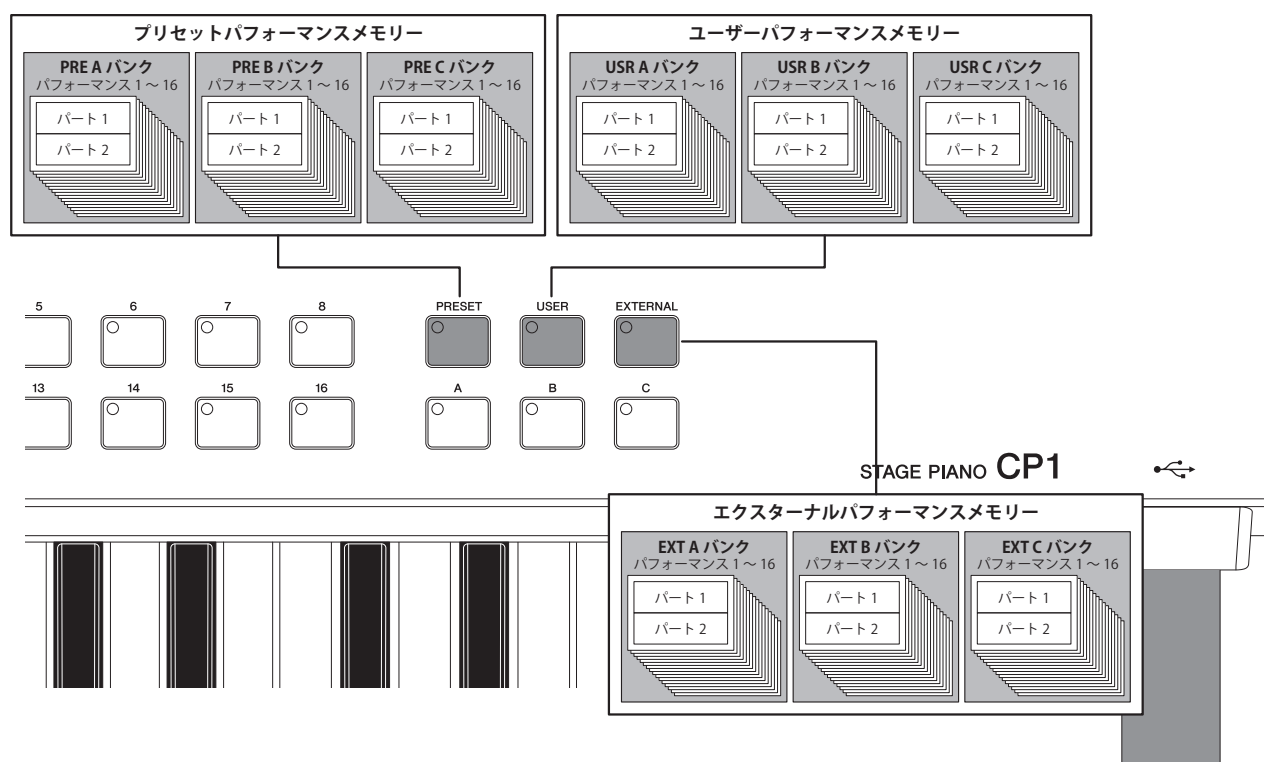 プリセットパフォーマンスメモリー
PRE A バンク
パフォーマンス 1 ～ 16
パート 1
パート 2
PRE B バンク
パフォーマンス 1 ～ 16
パート 1
パート 2
PRE C バンク
パフォーマンス 1 ～ 16
パート 1
パート 2
ユーザーパフォーマンスメモリー
USR A バンク
パフォーマンス 1 ～ 16
パート 1
パート 2
USR B バンク
パフォーマンス 1 ～ 16
パート 1
パート 2
USR C バンク
パフォーマンス 1 ～ 16
パート 1
パート 2
5 6 7 8 PRESET USER EXTERNAL
13 14 15 16 A B C
STAGE PIANO CP1
エクスターナルパフォーマンスメモリー
EXT A バンク
パフォーマンス 1 ～ 16
パート 1
パート 2
EXT B バンク
パフォーマンス 1 ～ 16
パート 1
パート 2
EXT C バンク
パフォーマンス 1 ～ 16
パート 1
パート 2